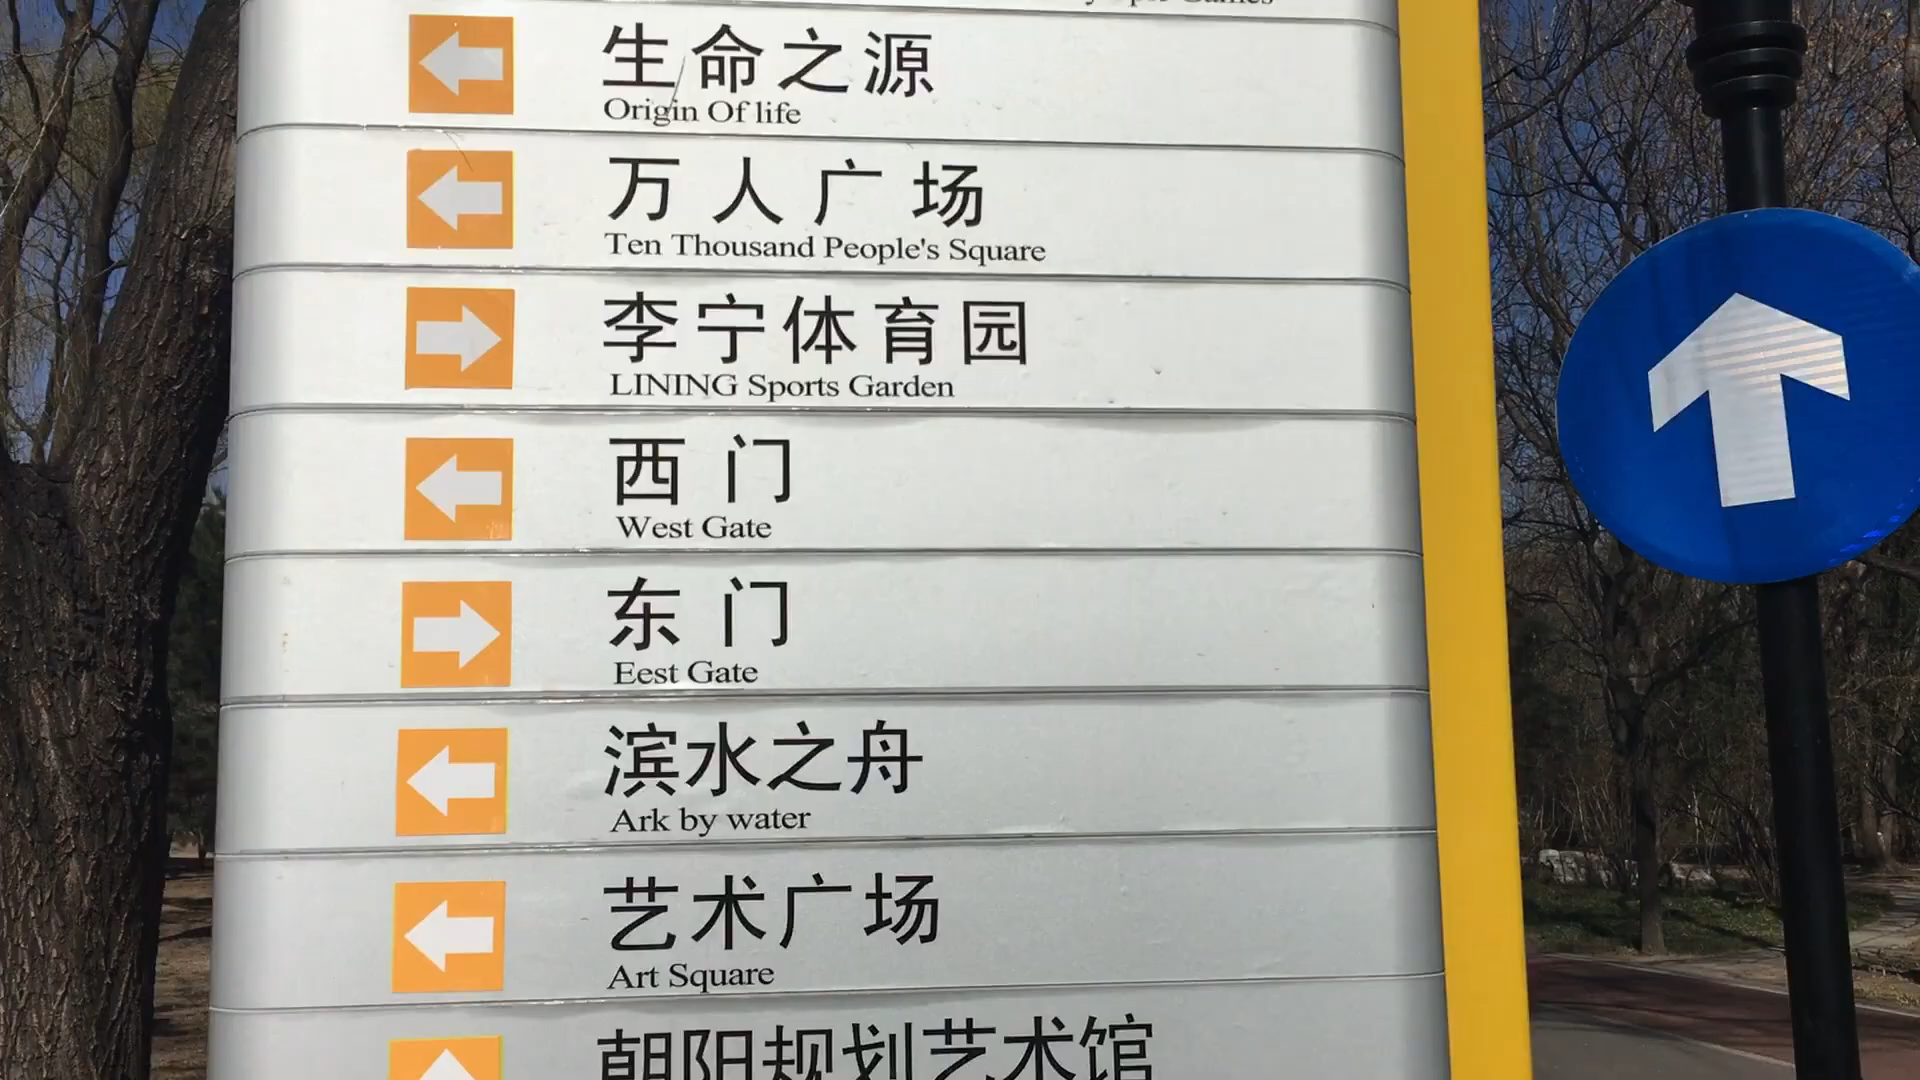 Games
生命之源
Origin Of life
万人广场
Ten Thousand People's Square
李宁体育园
LINING Sports Garden
西门
West Gate
东门
Eest Gate
滨水之舟
Ark by water
艺术广场
Art Square
朝阳规划艺术馆